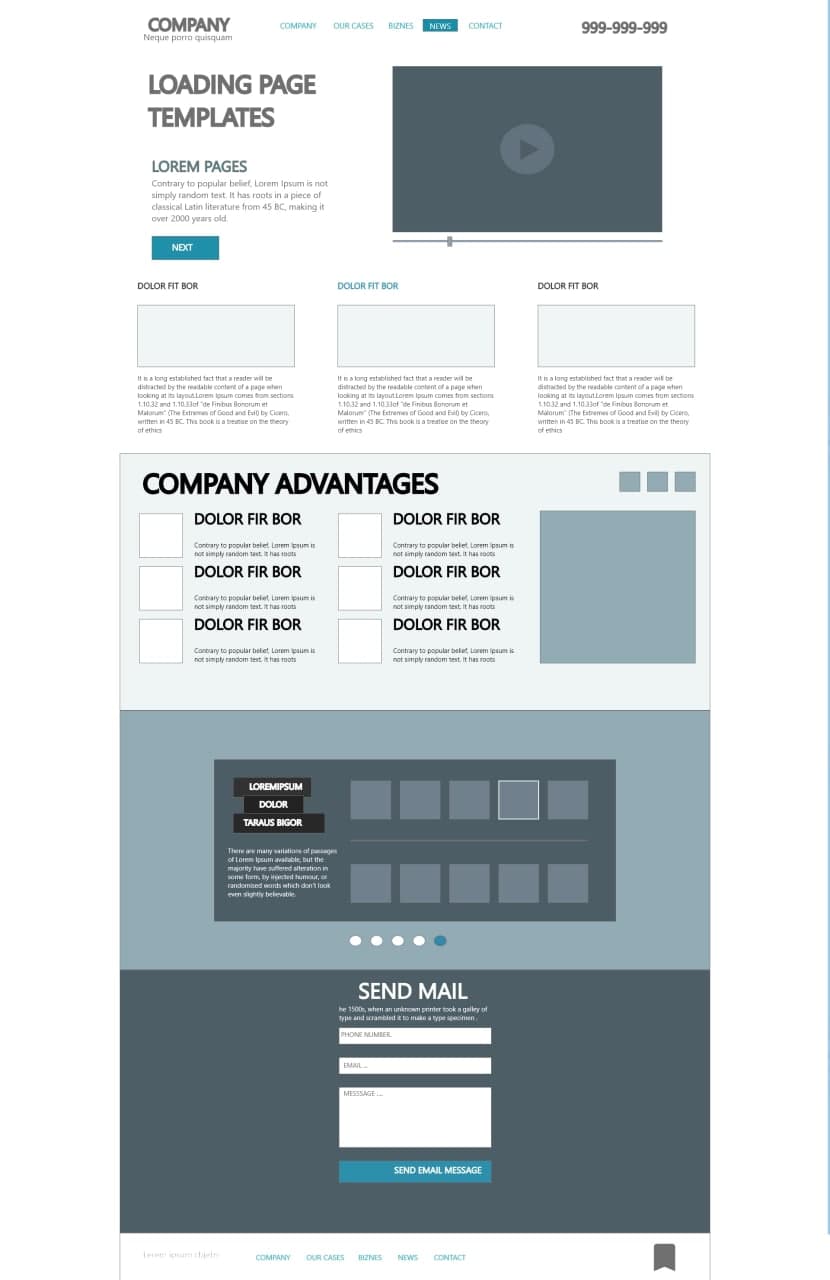 COMPANY
Neque porro quisquam
COMPANY OUR CASES BIZNES NEWS CONTACT
999-999-999
LOADING PAGE
TEMPLATES
LOREM PAGES
Contrary to popular belief, Lorem Ipsum is not
simply random text. It has roots in a piece of
classical Latin literature from 45 BC, making it
over 2000 years old.
NEXT
DOLOR FIT BOR
It is a long established fact that a reader will be
distracted by the readable content of a page when
looking at its layout.Lorem Ipsum comes from sections
1.10.32 and 1.10.33of "de Finibus Bonorum et
Malorum" (The Extremes of Good and Evil) by Cicero,
written in 45 BC. This book is a treatise on the theory
of ethics
DOLOR FIT BOR
It is a long established fact that a reader will be
distracted by the readable content of a page when
looking at its layout.Lorem Ipsum comes from sections
1.10.32 and 1.10.33of "de Finibus Bonorum et
Malorum" (The Extremes of Good and Evil) by Cicero,
written in 45 BC. This book is a treatise on the theory
of ethics
DOLOR FIT BOR
It is a long established fact that a reader will be
distracted by the readable content of a page when
looking at its layout.Lorem Ipsum comes from sections
1.10.32 and 1.10.33of "de Finibus Bonorum et
Malorum" (The Extremes of Good and Evil) by Cicero,
written in 45 BC. This book is a treatise on the theory
of ethics
COMPANY ADVANTAGES
DOLOR FIR BOR
Contrary to popular belief, Lorem Ipsum is
not simply random text. It has roots
DOLOR FIR BOR
Contrary to popular belief, Lorem Ipsum is
not simply random text. It has roots
DOLOR FIR BOR
Contrary to popular belief, Lorem Ipsum is
not simply random text. It has roots
DOLOR FIR BOR
Contrary to popular belief, Lorem Ipsum is
not simply random text. It has roots
DOLOR FIR BOR
Contrary to popular belief, Lorem Ipsum is
not simply random text. It has roots
DOLOR FIR BOR
Contrary to popular belief, Lorem Ipsum is
not simply random text. It has roots
LOREMIPSUM
DOLOR
TARAUS BIGOR
There are many variations of passages
of Lorem Ipsum available, but the
majority have suffered alteration in
some form, by injected humour, or
randomised words which don't look
even slightly believable.
SEND MAIL
he 1500s, when an unknown printer took a galley of
type and scrambled it to make a type specimen
PHONE NUMBER.
EMAIL ...
MESSSAGE ....
SEND EMAIL MESSAGE
Lorem ipsum
COMPANY OUR CASES BIZNES NEWS CONTACT